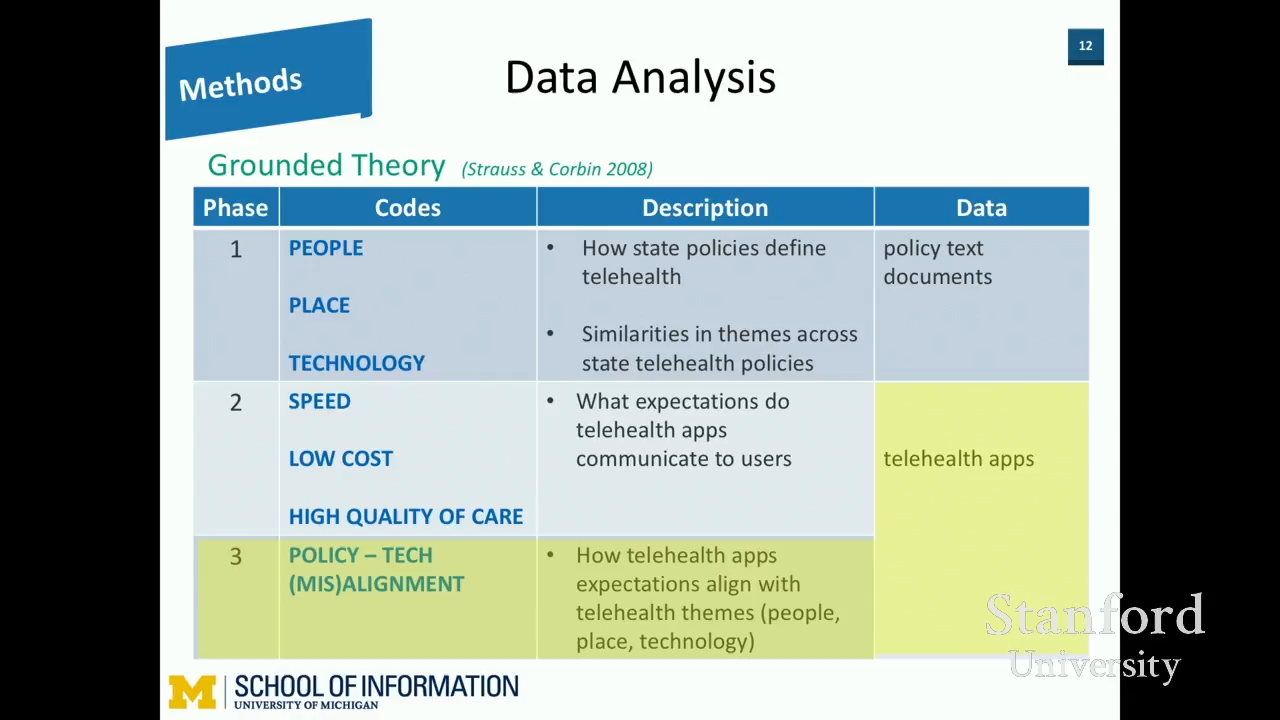 Methods
Data Analysis
12
Grounded Theory (Strauss & Corbin 2008)
Phase Codes Description Data
1
PEOPLE
PLACE
TECHNOLOGY
• How state policies define
telehealth
• Similarities in themes across
state telehealth policies
policy text
documents
2
SPEED
LOW COST
HIGH QUALITY OF CARE
• What expectations do
telehealth apps
communicate to users
telehealth apps
3
POLICY – TECH
(MIS)ALIGNMENT
• How telehealth apps
expectations align with
telehealth themes (people,
place, technology)
Stanford
University
M SCHOOL OF INFORMATION
UNIVERSITY OF MICHIGAN